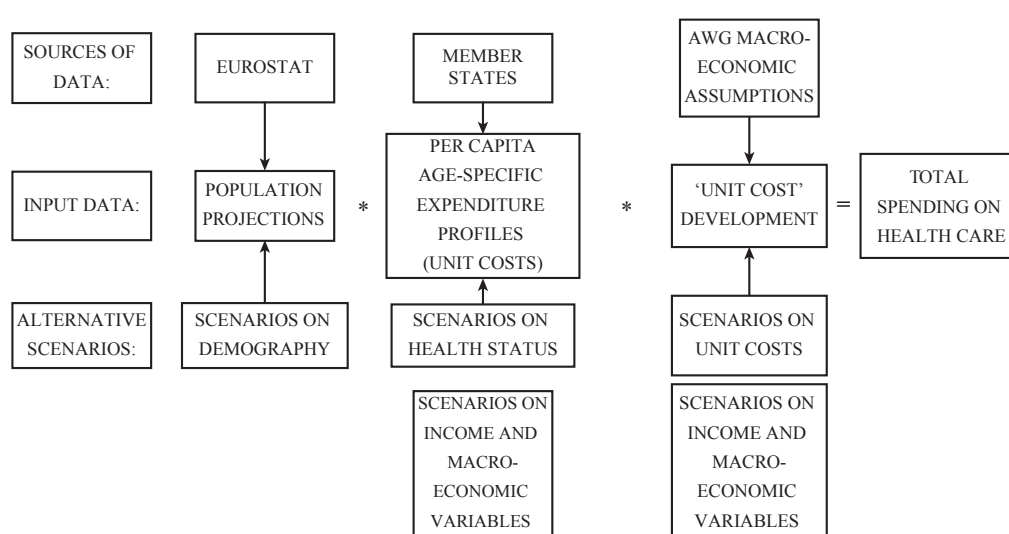 SOURCES OF
DATA:
EUROSTAT
MEMBER
STATES
AWG MACRO-
ECONOMIC
ASSUMPTIONS
INPUT DATA:
POPULATION
PROJECTIONS
*
PER CAPITA
AGE-SPECIFIC
EXPENDITURE
PROFILES
(UNIT COSTS)
*
‘UNIT COST’
DEVELOPMENT
=
TOTAL
SPENDING ON
HEALTH CARE
ALTERNATIVE
SCENARIOS:
SCENARIOS ON
DEMOGRAPHY
SCENARIOS ON
HEALTH STATUS
SCENARIOS ON
UNIT COSTS
SCENARIOS ON
INCOME AND
MACRO-
ECONOMIC
VARIABLES
SCENARIOS ON
INCOME AND
MACRO-
ECONOMIC
VARIABLES